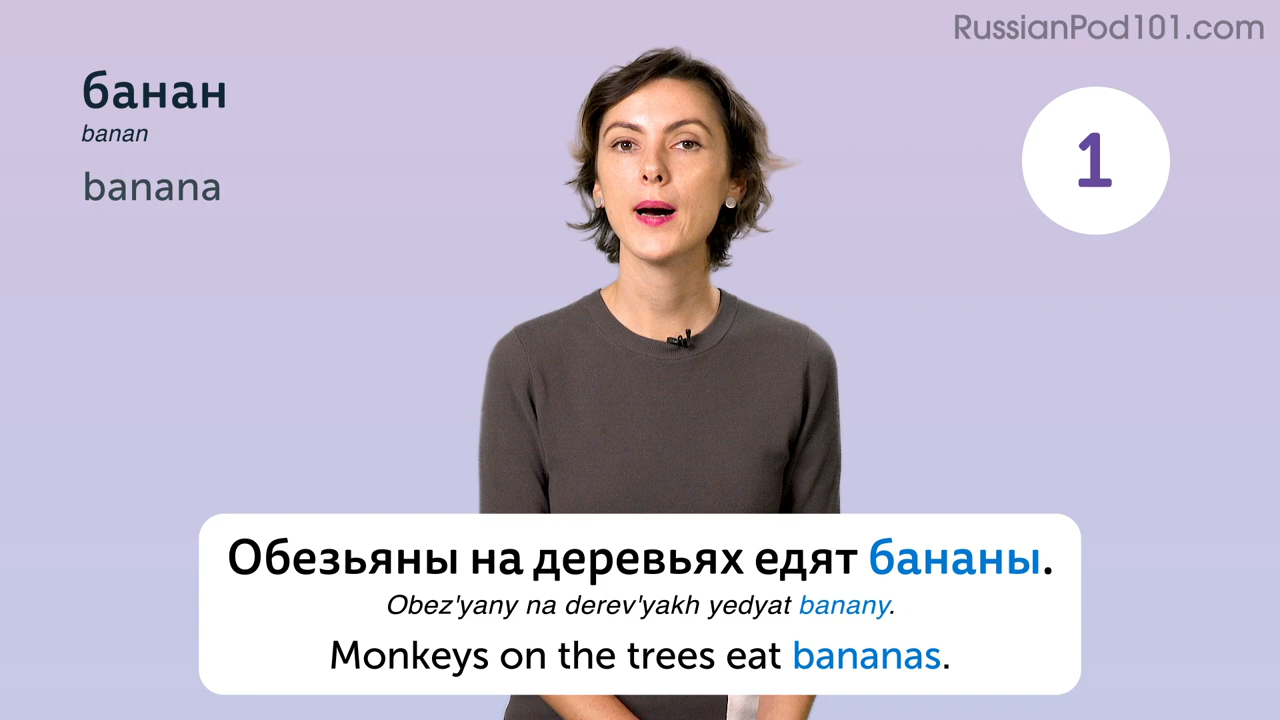 RussianPod101.com
банан
banan
banana
1
Обезьяны на деревьях едят бананы.
Obez'yany na derev'yakh yedyat banany.
Monkeys on the trees eat bananas.